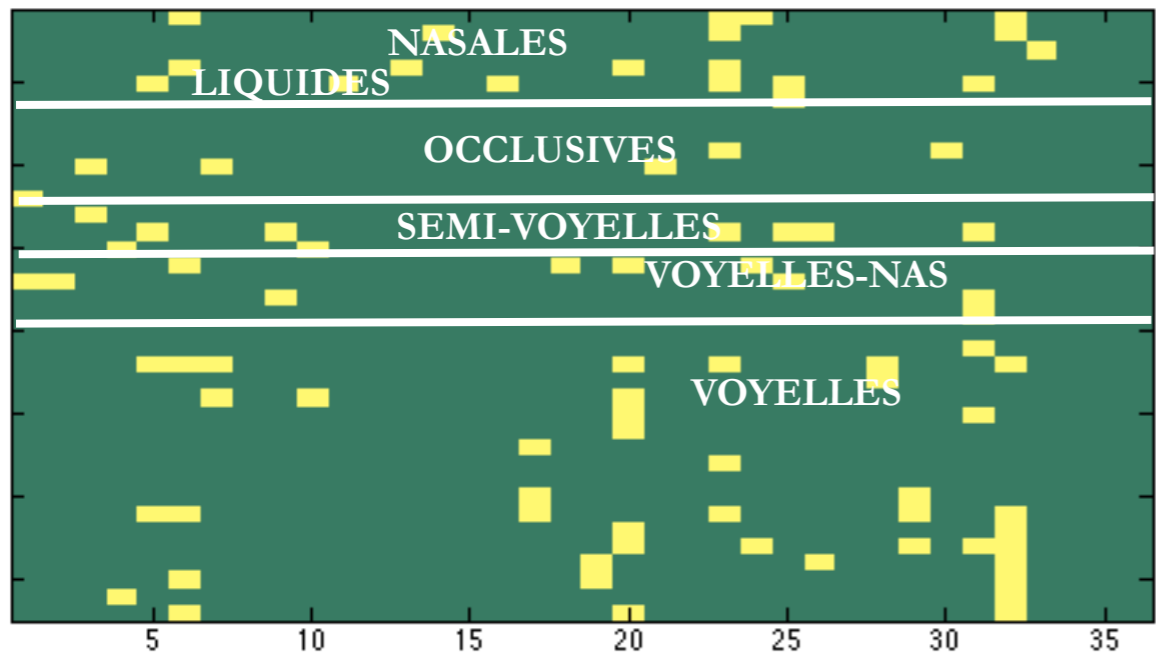 NASALES
LIQUIDES
OCCLUSIVES
SEMI-VOYELLES
VOYELLES-NAS
VOYELLES
5 10 15 20 25 30 35